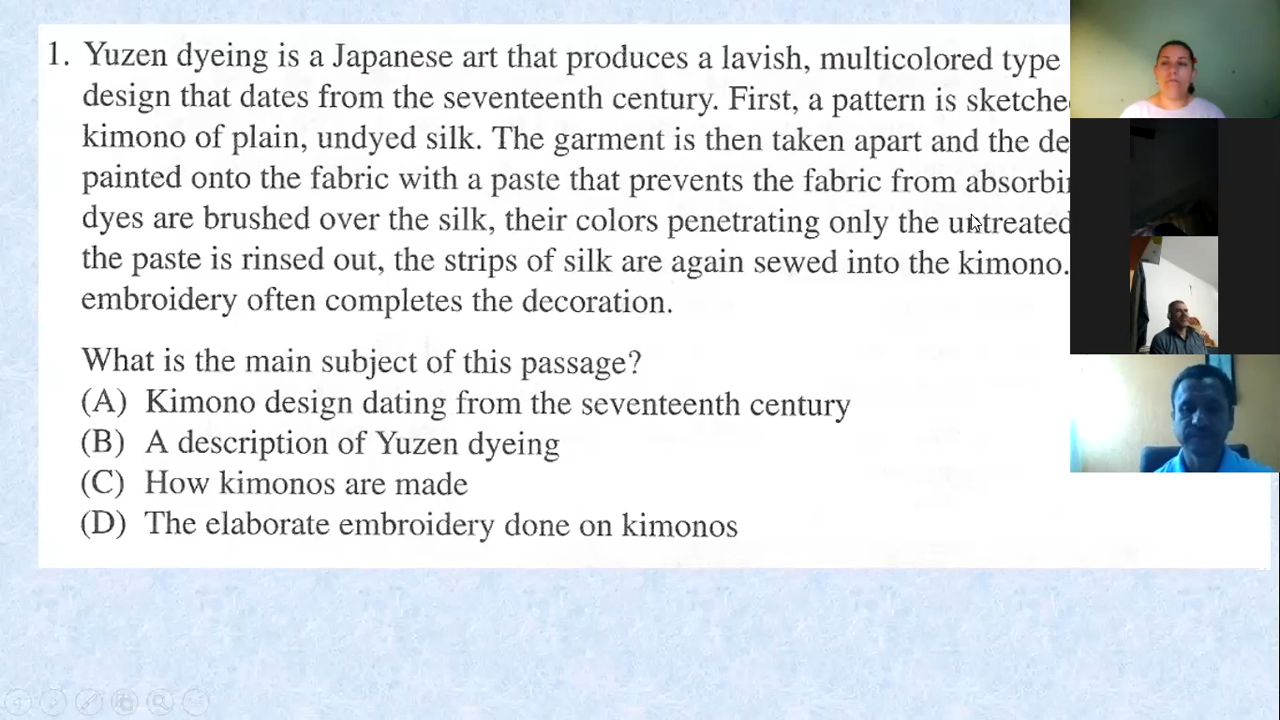 1. Yuzen dyeing is a Japanese art that produces a lavish, multicolored type
design that dates from the seventeenth century. First, a pattern is
kimono of plain, undyed silk. The garment is then taken apart and the
painted onto the fabric with a paste that prevents the fabric from
dyes are brushed over the silk, their colors penetrating only the untreated
the paste is rinsed out, the strips of silk are again sewed into the kimono.
embroidery often completes the decoration.
What is the main subject of this passage?
(A) Kimono design dating from the seventeenth century
(B) A description of Yuzen dyeing
(C) How kimonos are made
(D) The elaborate embroidery done on kimonos